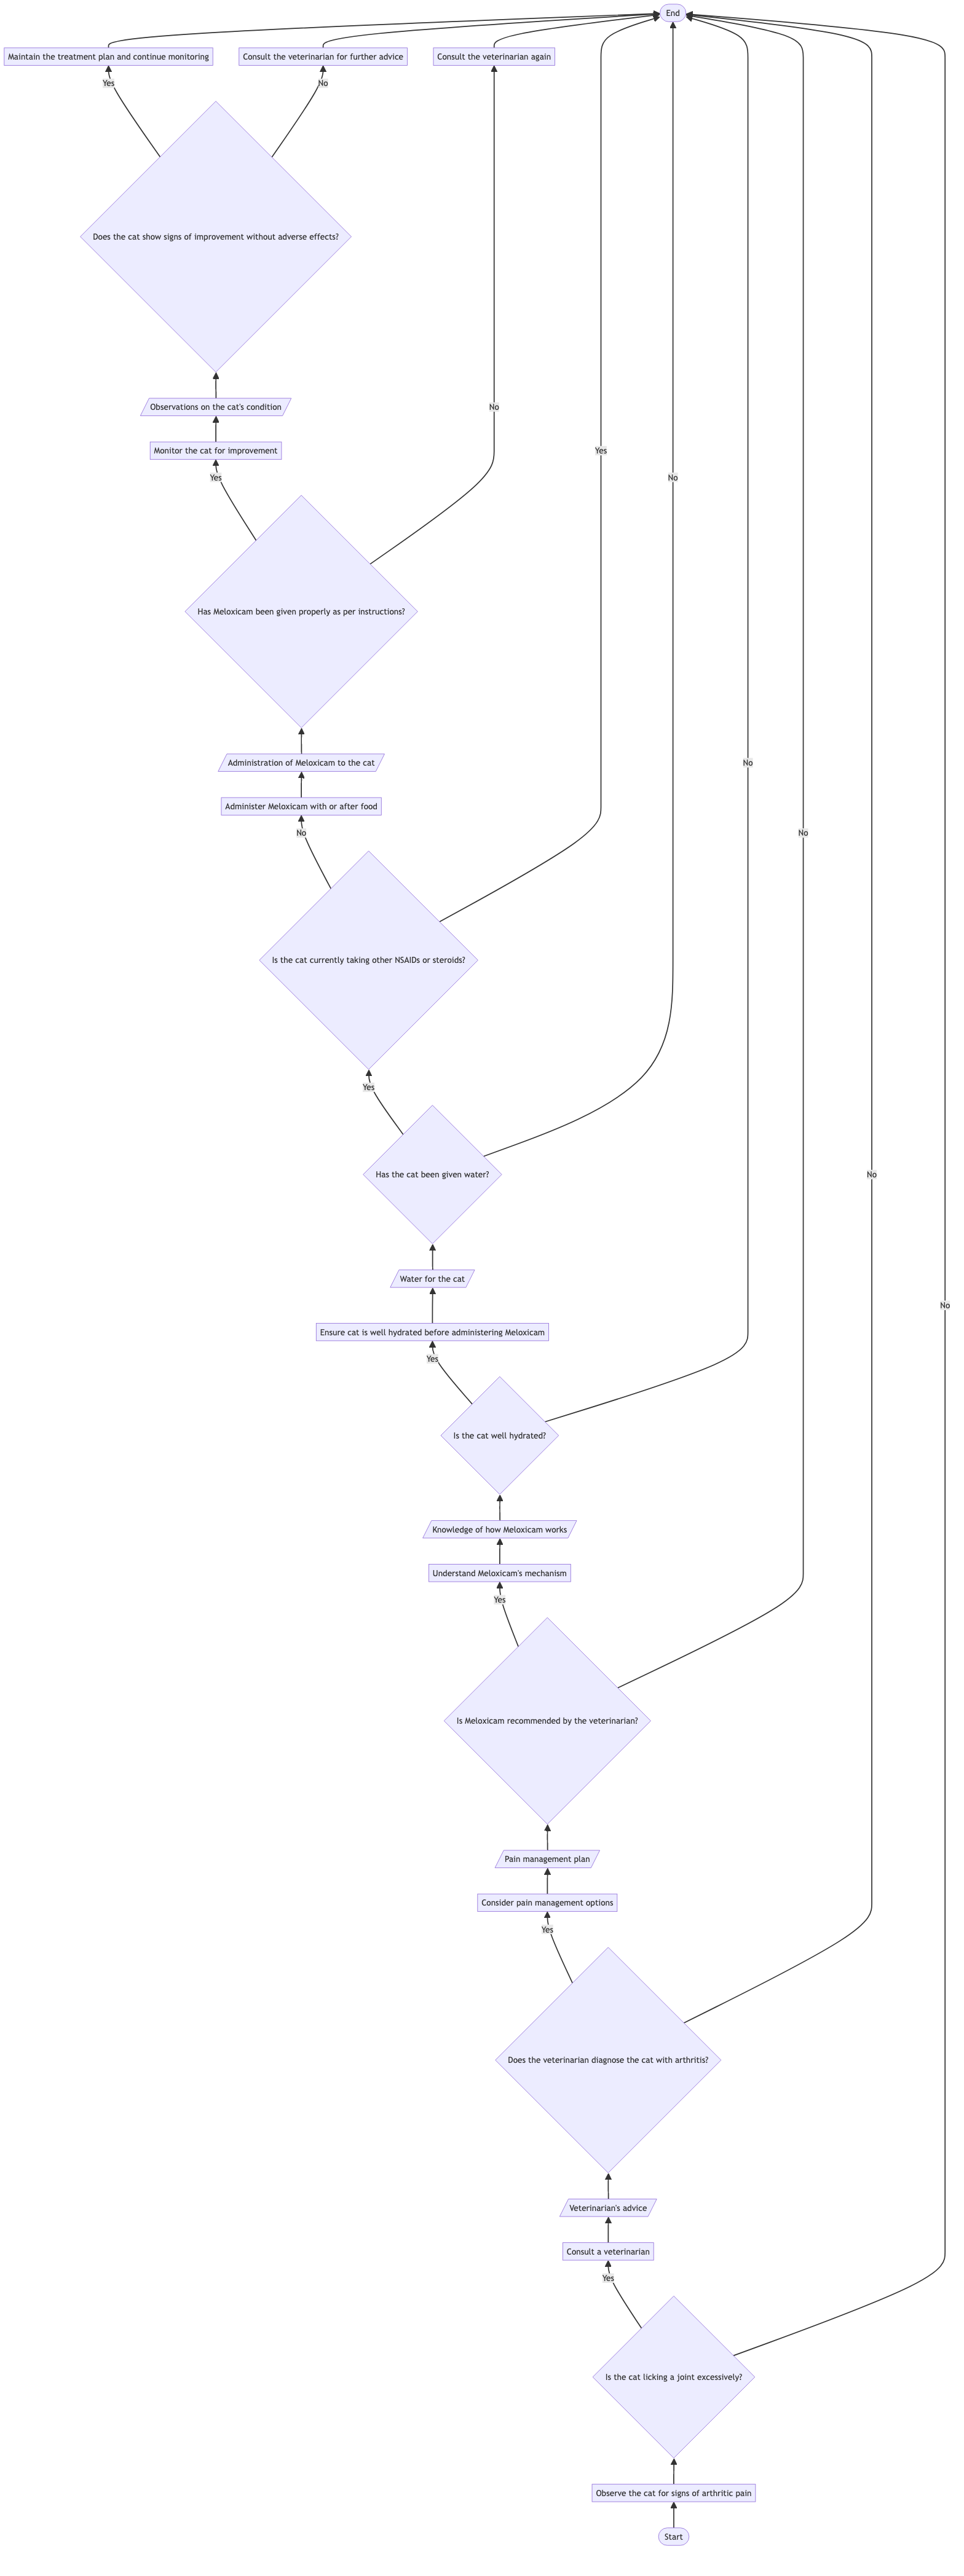 End
Maintain the treatment plan and continue monitoring
Consult the veterinarian for further advice
Consult the veterinarian again
Yes
No
Does the cat show signs of improvement without adverse effects?
Observations on the cat's condition
No
Monitor the cat for improvement
Yes
Yes
No
Has Meloxicam been given properly as per instructions?
Administration of Meloxicam to the cat
No
Administer Meloxicam with or after food
No
No
Is the cat currently taking other NSAIDs or steroids?
Yes
Has the cat been given water?
No
Water for the cat
No
Ensure cat is well hydrated before administering Meloxicam
Yes
Is the cat well hydrated?
Knowledge of how Meloxicam works
Understand Meloxicam's mechanism
Yes
Is Meloxicam recommended by the veterinarian?
Pain management plan
Consider pain management options
Yes
Does the veterinarian diagnose the cat with arthritis?
Veterinarian's advice
Consult a veterinarian
Yes
Is the cat licking a joint excessively?
Observe the cat for signs of arthritic pain
Start